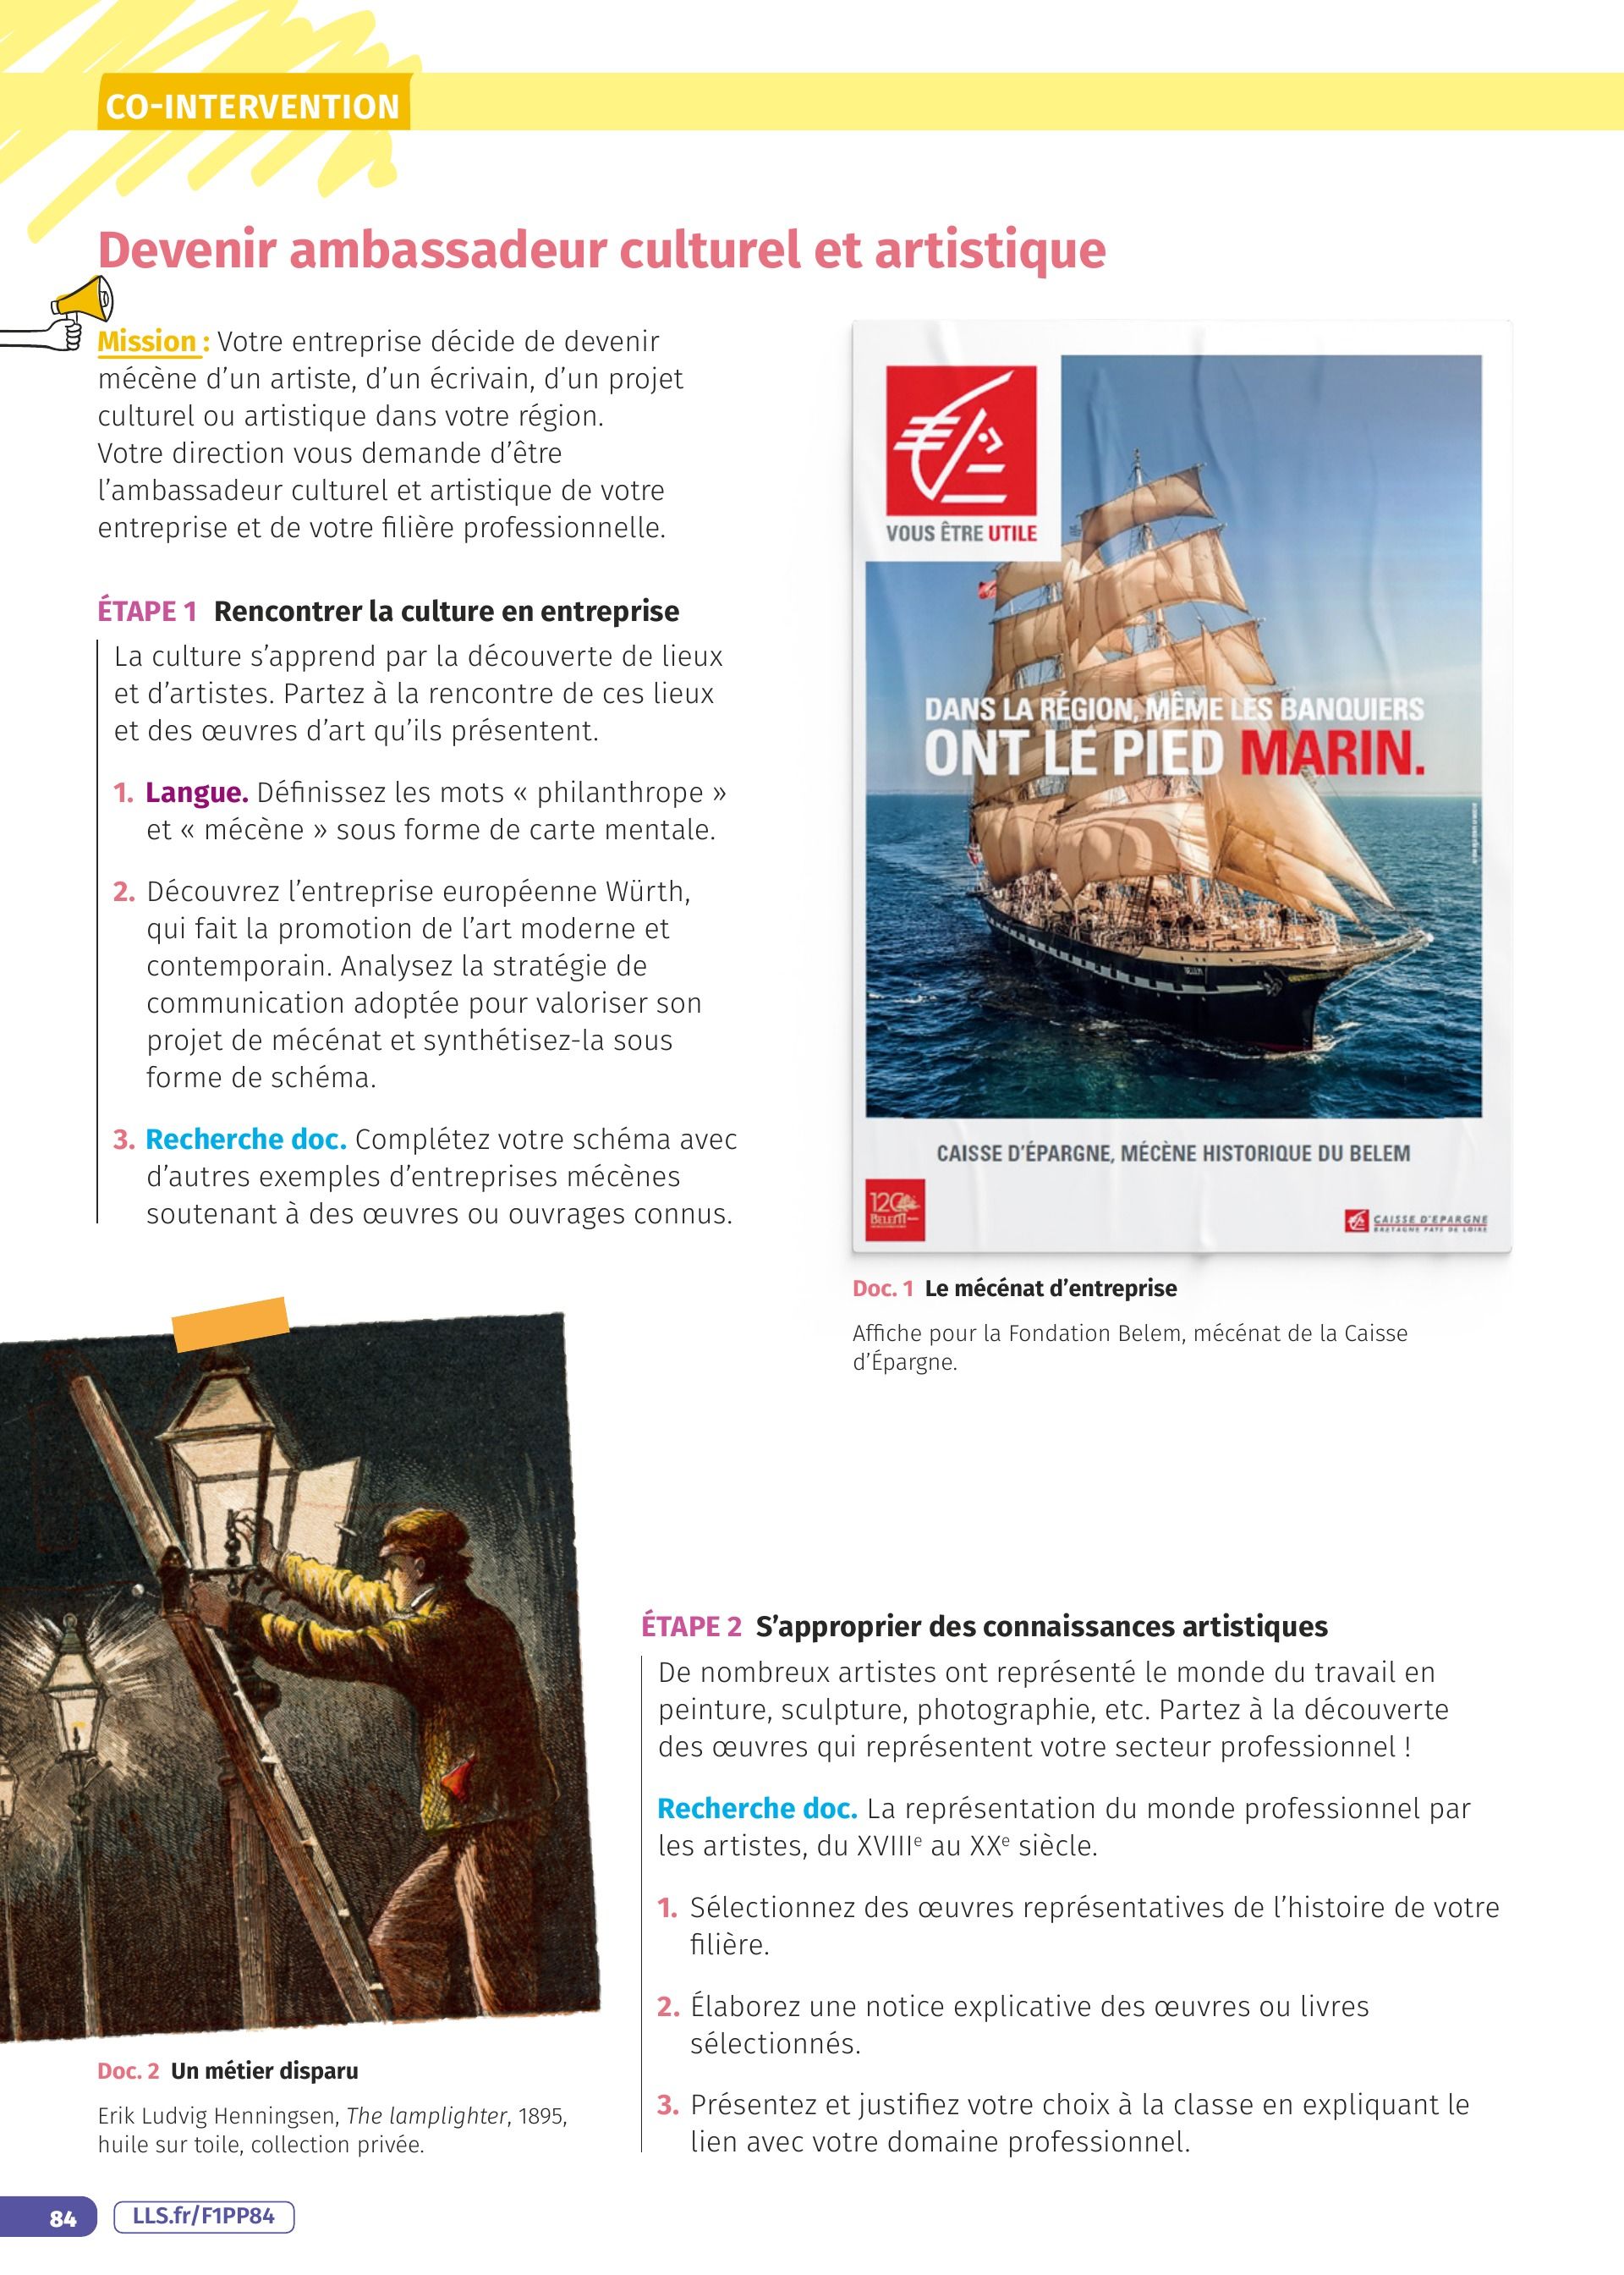 CO-INTERVENTION
Devenir ambassadeur culturel et artistique
Mission : Votre entreprise décide de devenir
mécène d’un artiste, d’un écrivain, d’un projet
culturel ou artistique dans votre région.
Votre direction vous demande d’être
l’ambassadeur culturel et artistique de votre
entreprise et de votre filière professionnelle.
ÉTAPE 1 Rencontrer la culture en entreprise
La culture s’apprend par la découverte de lieux
et d’artistes. Partez à la rencontre de ces lieux
et des œuvres d’art qu’ils présentent.
1. Langue. Définissez les mots « philanthrope »
et « mécène » sous forme de carte mentale.
2. Découvrez l’entreprise européenne Würth,
qui fait la promotion de l’art moderne et
contemporain. Analysez la stratégie de
communication adoptée pour valoriser son
projet de mécénat et synthétisez-la sous
forme de schéma.
3. Recherche doc. Complétez votre schéma avec
d’autres exemples d’entreprises mécènes
soutenant à des œuvres ou ouvrages connus.
VOUS ÊTRE UTILE
DANS LA RÉGION, MÊME LES BANQUIERS
ONT LE PIED MARIN.
BELEM
CAISSE D’ÉPARGNE, MÉCÈNE HISTORIQUE DU BELEM
120
BELEM
CAISSE D’EPARGNE
BRETAGNE PAYS DE LOIRE
Doc. 1 Le mécénat d’entreprise
Affiche pour la Fondation Belem, mécénat de la Caisse
d’Épargne.
Doc. 2 Un métier disparu
Erik Ludvig Henningsen, The lamplighter, 1895,
huile sur toile, collection privée.
ÉTAPE 2 S’approprier des connaissances artistiques
De nombreux artistes ont représenté le monde du travail en
peinture, sculpture, photographie, etc. Partez à la découverte
des œuvres qui représentent votre secteur professionnel !
Recherche doc. La représentation du monde professionnel par
les artistes, du XVIIIe au XXe siècle.
1. Sélectionnez des œuvres représentatives de l’histoire de votre
filière.
2. Élaborez une notice explicative des œuvres ou livres
sélectionnés.
3. Présentez et justifiez votre choix à la classe en expliquant le
lien avec votre domaine professionnel.
84
LLS.fr/F1PP84